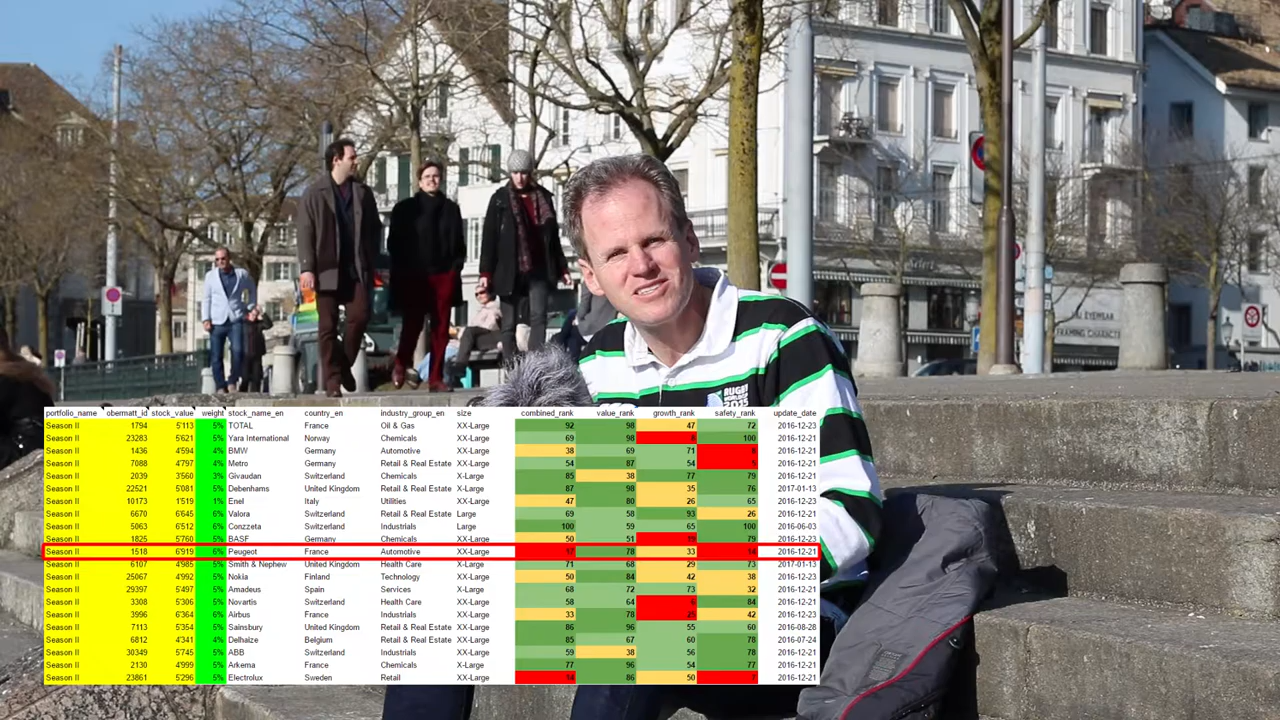 LM EYEWEAR
FRAMING CHARACTE
RUGBY
WORLD CUP
2015
portfolio_name obermatt_id stock_value weight stock_name_en country_en industry_group_en size combined_rank value_rank growth_rank safety_rank update_date
Season II 1794 5'113 5% TOTAL France Oil & Gas XX-Large 92 98 47 72 2016-12-23
Season II 23283 5'621 5% Yara International Norway Chemicals XX-Large 69 98 8 100 2016-12-21
Season II 1436 4'594 4% BMW Germany Automotive XX-Large 38 69 71 8 2016-12-21
Season II 7088 4'797 4% Metro Germany Retail & Real Estate XX-Large 54 87 54 5 2016-12-21
Season II 2039 3'560 3% Givaudan Switzerland Chemicals X-Large 85 38 77 79 2016-12-21
Season II 22521 5'081 5% Debenhams United Kingdom Retail & Real Estate X-Large 87 98 35 76 2017-01-13
Season II 10173 1'519 1% Enel Italy Utilities XX-Large 47 80 26 65 2016-12-23
Season II 6670 6'645 6% Valora Switzerland Retail & Real Estate Large 69 58 93 26 2016-12-21
Season II 5063 6'512 6% Conzzeta Switzerland Industrials Large 100 59 65 100 2016-06-03
Season II 1825 5'760 5% BASF Germany Chemicals XX-Large 50 51 19 79 2016-12-23
Season II 1518 6'919 6% Peugeot France Automotive XX-Large 17 78 33 14 2016-12-21
Season II 6107 4'985 5% Smith & Nephew United Kingdom Health Care X-Large 71 68 29 73 2017-01-13
Season II 25067 4'992 5% Nokia Finland Technology XX-Large 50 84 42 38 2016-12-23
Season II 29397 5'497 5% Amadeus Spain Services X-Large 68 72 73 32 2016-12-21
Season II 3308 5'306 5% Novartis Switzerland Health Care XX-Large 58 64 6 84 2016-12-21
Season II 3996 6'364 6% Airbus France Industrials XX-Large 33 78 25 42 2016-12-23
Season II 7113 5'354 5% Sainsbury United Kingdom Retail & Real Estate XX-Large 86 96 55 60 2016-08-28
Season II 6812 4'341 4% Delhaize Belgium Retail & Real Estate XX-Large 85 67 60 78 2016-07-24
Season II 30349 5'745 5% ABB Switzerland Industrials XX-Large 59 38 56 78 2016-12-21
Season II 2130 4'999 5% Arkema France Chemicals X-Large 77 96 54 77 2016-12-21
Season II 23861 5'296 5% Electrolux Sweden Retail XX-Large 14 86 50 7 2016-12-21